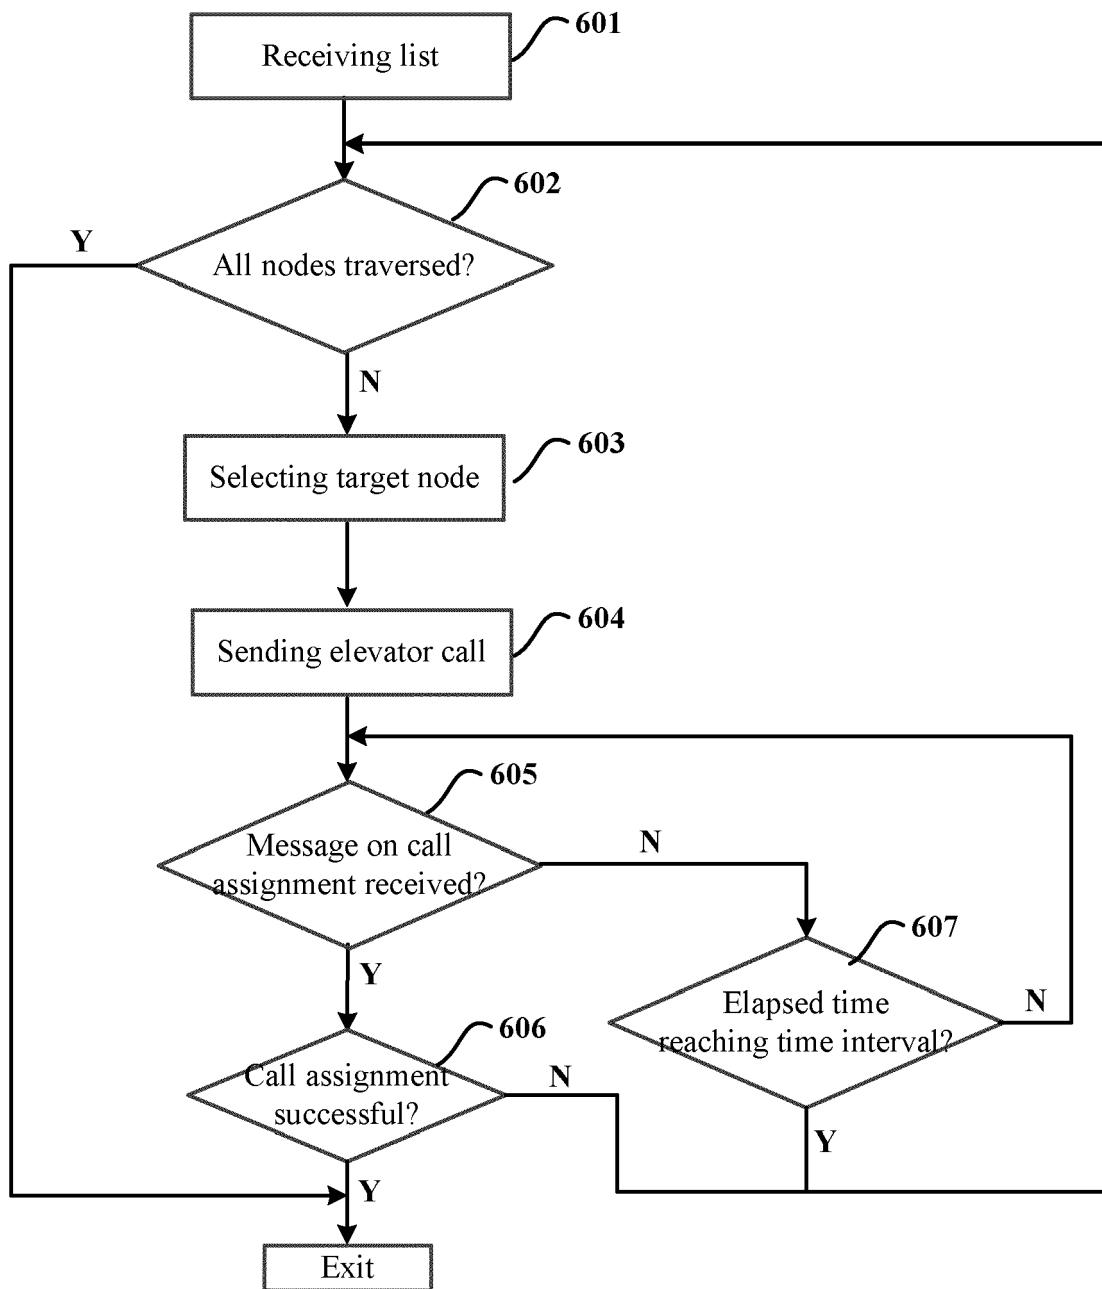 601
Receiving list
602
Y
All nodes traversed?
N
603
Selecting target node
604
Sending elevator call
605
Message on call
assignment received?
N
607
Y
Elapsed time
reaching time interval?
N
606
Call assignment
successful?
N
Y
Y
Exit